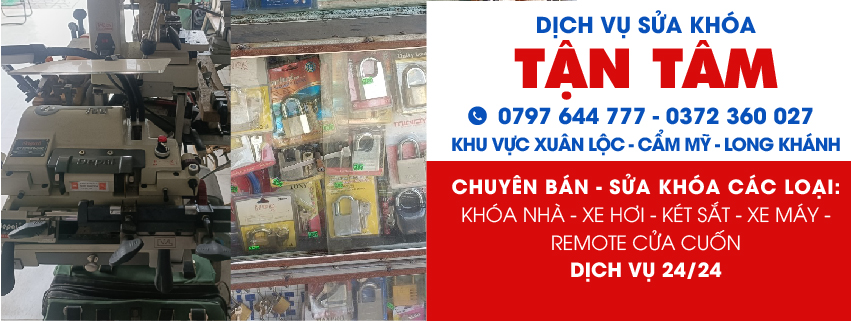 DỊCH VỤ SỬA KHÓA
TẬN TÂM
0797 644 777 - 0372 360 027
KHU VỰC XUÂN LỘC - CẨM MỸ - LONG KHÁNH
CHUYÊN BÁN - SỬA KHÓA CÁC LOẠI:
KHÓA NHÀ - XE HƠI - KÉT SẮT - XE MÁY -
REMOTE CỬA CUỐN
DỊCH VỤ 24/24